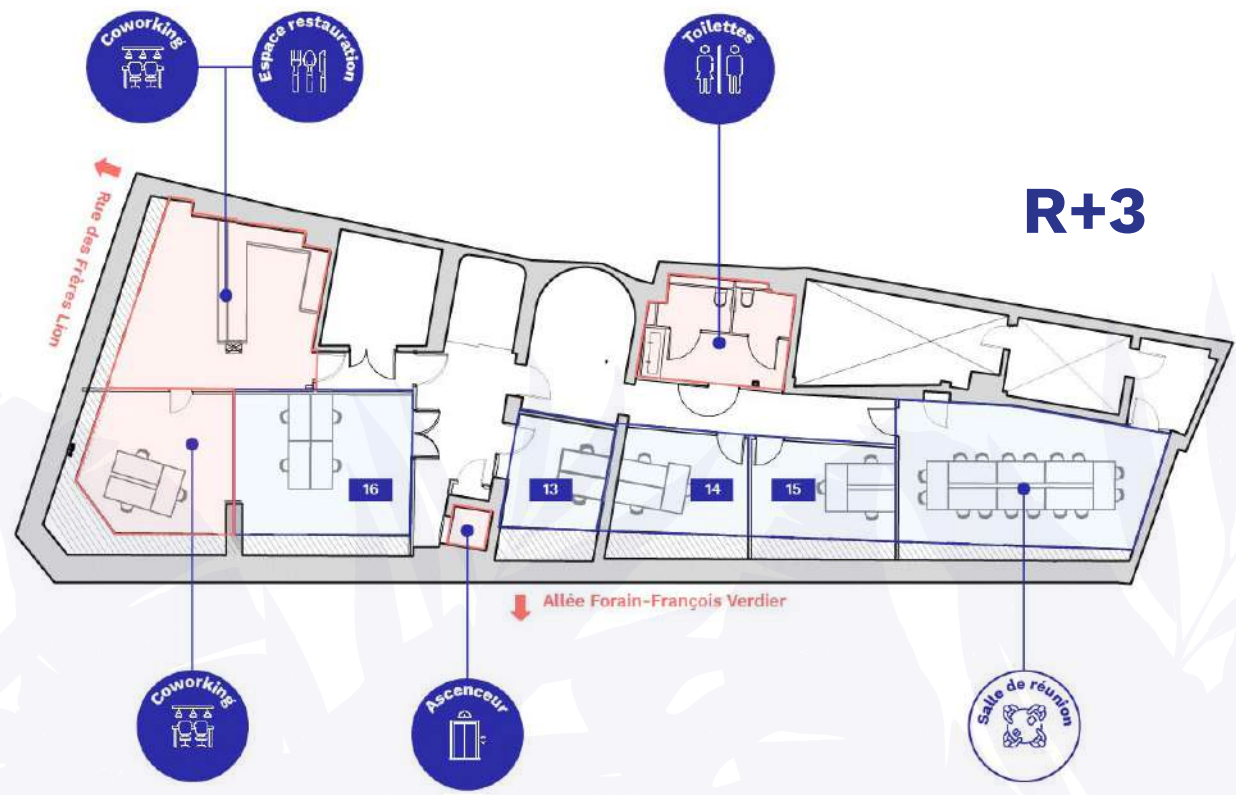 Coworking
Espace restauration
Toilettes
R+3
Rue des Frères Lion
16
13
14
15
Allée Forain-François Verdier
Coworking
Ascenceur
Salle de réunion